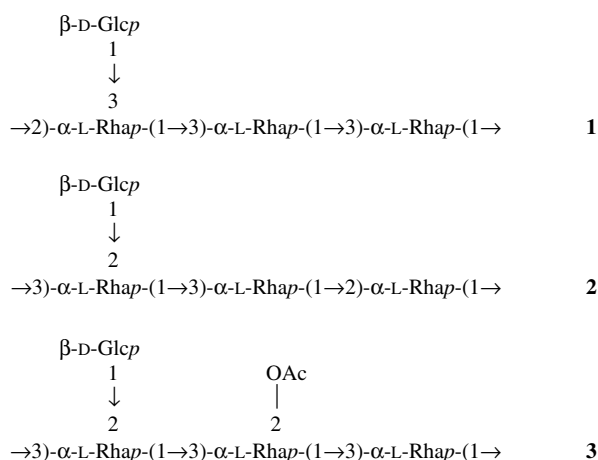 β-D-Glcp
1
↓
3
→2)-α-L-Rhap-(1→3)-α-L-Rhap-(1→3)-α-L-Rhap-(1→ 1
β-D-Glcp
1
↓
2
→3)-α-L-Rhap-(1→3)-α-L-Rhap-(1→2)-α-L-Rhap-(1→ 2
β-D-Glcp
1 OAc
↓ |
2 2
→3)-α-L-Rhap-(1→3)-α-L-Rhap-(1→3)-α-L-Rhap-(1→ 3